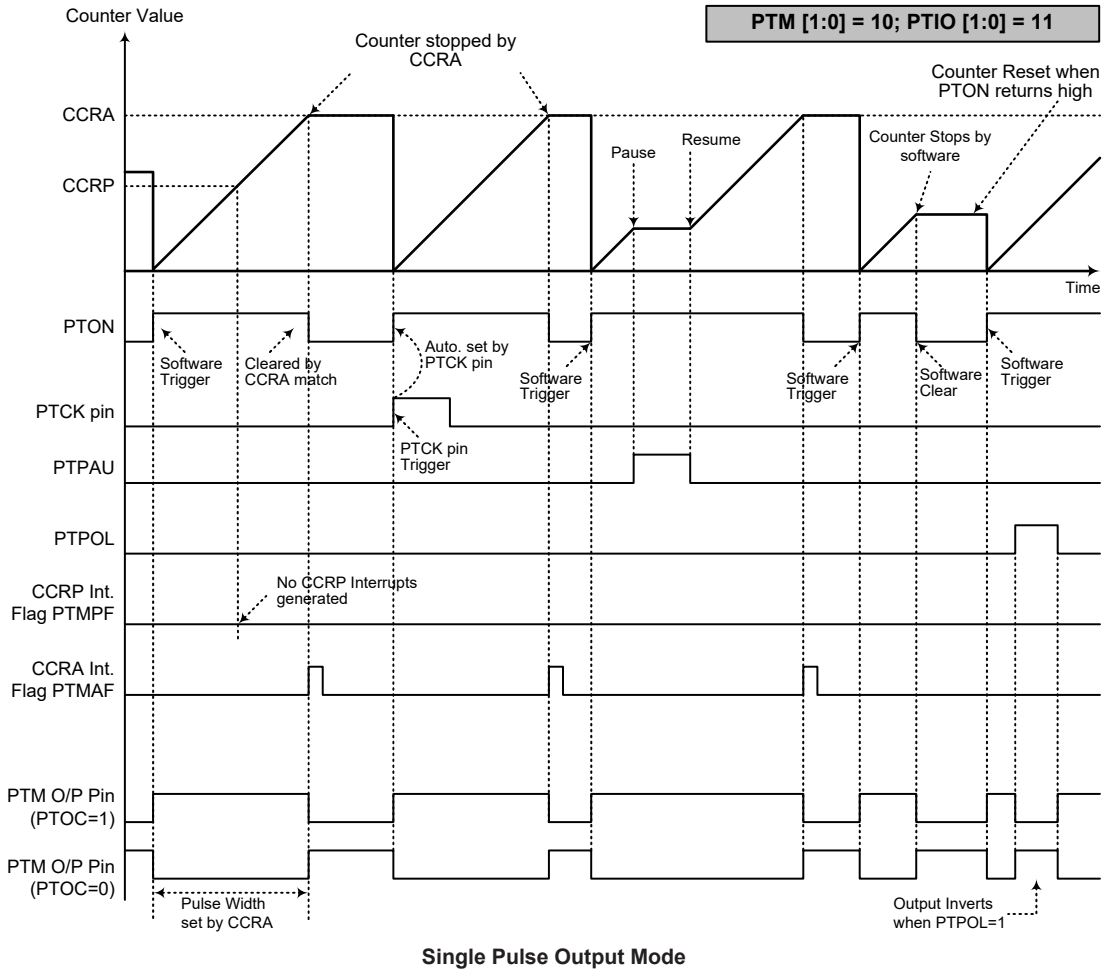 Counter Value
PTM [1:0] = 10; PTIO [1:0] = 11
Counter stopped by
CCRA
Counter Reset when
PTON returns high
CCRA
Pause
Resume
Counter Stops by
software
CCRP
Time
PTON
Software
Trigger
Cleared by
CCRA match
Auto. set by
PTCK pin
Software
Trigger
Software
Trigger
Software
Clear
Software
Trigger
PTCK pin
PTCK pin
Trigger
PTPAU
PTPOL
CCRP Int.
Flag PTMPF
No CCRP Interrupts
generated
CCRA Int.
Flag PTMAF
PTM O/P Pin
(PTOC=1)
PTM O/P Pin
(PTOC=0)
Pulse Width
set by CCRA
Output Inverts
when PTPOL=1
Single Pulse Output Mode